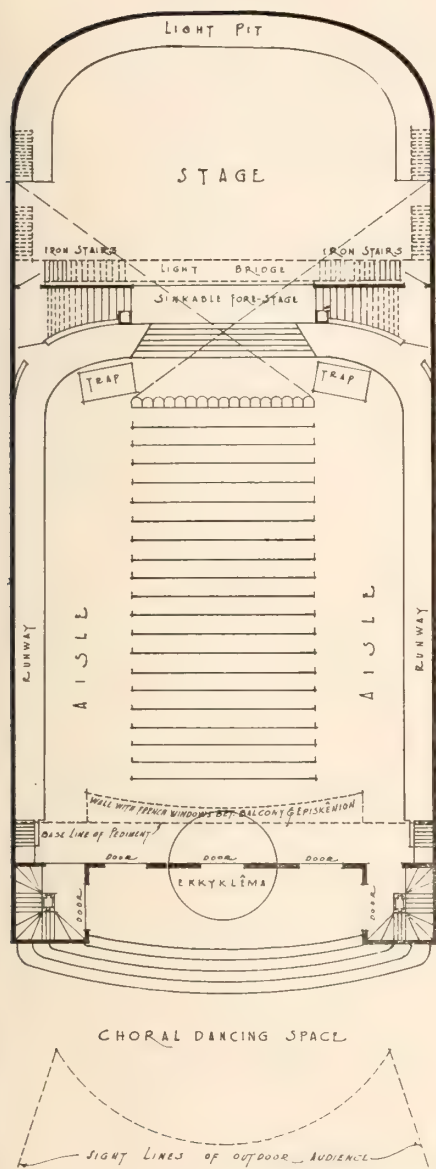 LIGHT PIT
STAGE
IRON STAIRS
IRON STAIRS
LIGHT BRIDGE
SINKABLE FORE-STAGE
TRAP
TRAP
RUNWAY
AISLE
AISLE
RUNWAY
WALL WITH FRENCH WINDOWS BET. BALCONY & EPISKÊNION
BASE LINE OF PEDIMENT
DOOR
DOOR
DOOR
EKKYKLÊMA
DOOR
DOOR
CHORAL DANCING SPACE
SIGHT LINES OF OUTDOOR AUDIENCE